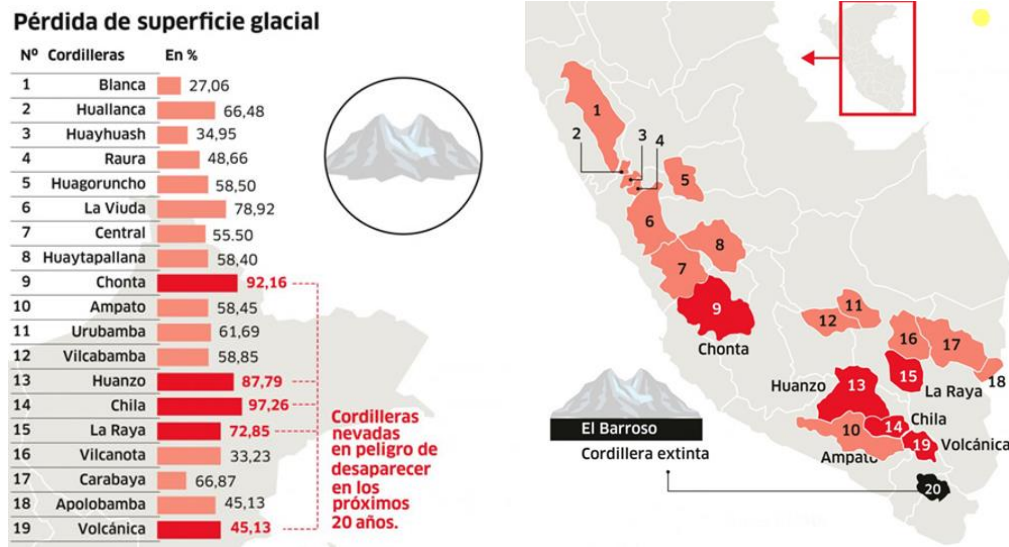 Pérdida de superficie glacial
Nº Cordilleras En %
1 Blanca 27,06
2 Huallanca 66,48
3 Huayhuash 34,95
4 Raura 48,66
5 Huagoruncho 58,50
6 La Viuda 78,92
7 Central 55.50
8 Huaytapallana 58,40
9 Chonta 92,16
10 Ampato 58,45
11 Urubamba 61,69
12 Vilcabamba 58,85
13 Huanzo 87,79
14 Chila 97,26
15 La Raya 72,85
16 Vilcanota 33,23
17 Carabaya 66,87
18 Apolobamba 45,13
19 Volcánica 45,13
Cordilleras
nevadas
en peligro de
desaparecer
en los
próximos
20 años.
1
2
3
4
5
6
8
7
9
Chonta
11
12
16
17
18
15
La Raya
Huanzo
13
14
Chila
10
Ampato
19
Volcánica
El Barroso
Cordillera extinta
20